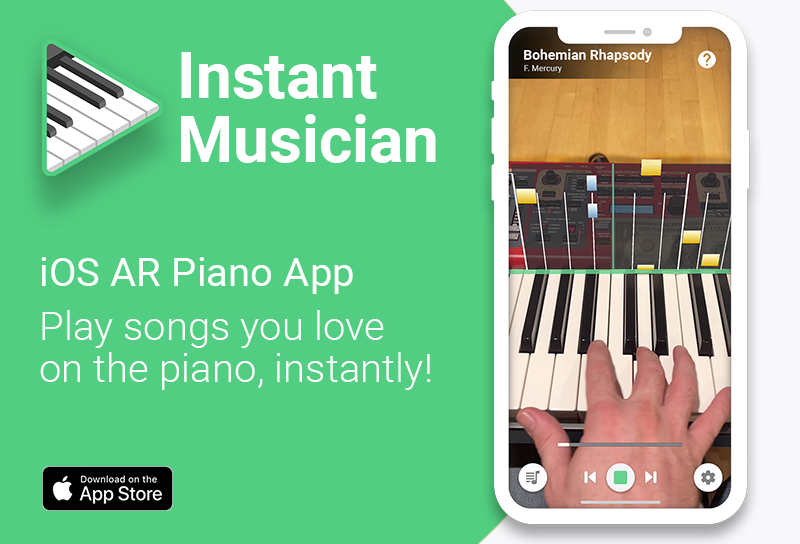 Instant
Musician
iOS AR Piano App
Play songs you love
on the piano, instantly!
Download on the
App Store
Bohemian Rhapsody
F. Mercury
?